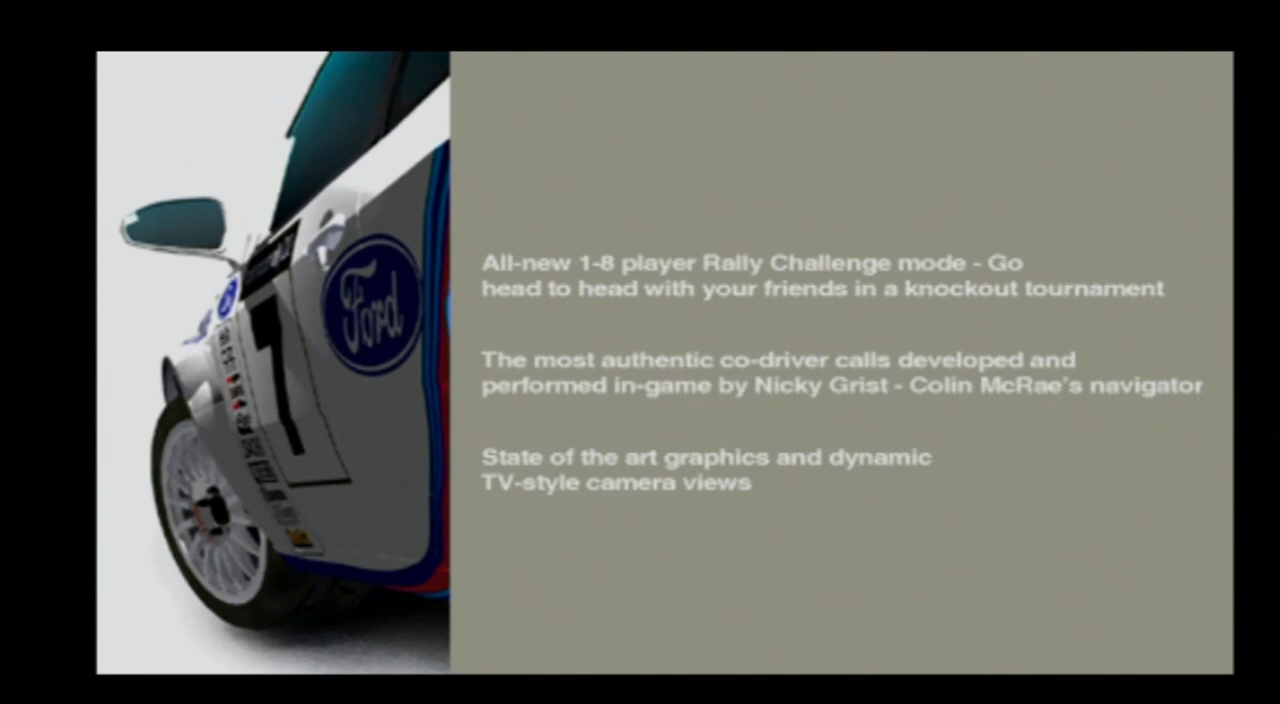 Ford
7
All-new 1-8 player Rally Challenge mode - Go
head to head with your friends in a knockout tournament
The most authentic co-driver calls developed and
performed in-game by Nicky Grist - Colin McRae's navigator
State of the art graphics and dynamic
TV-style camera views